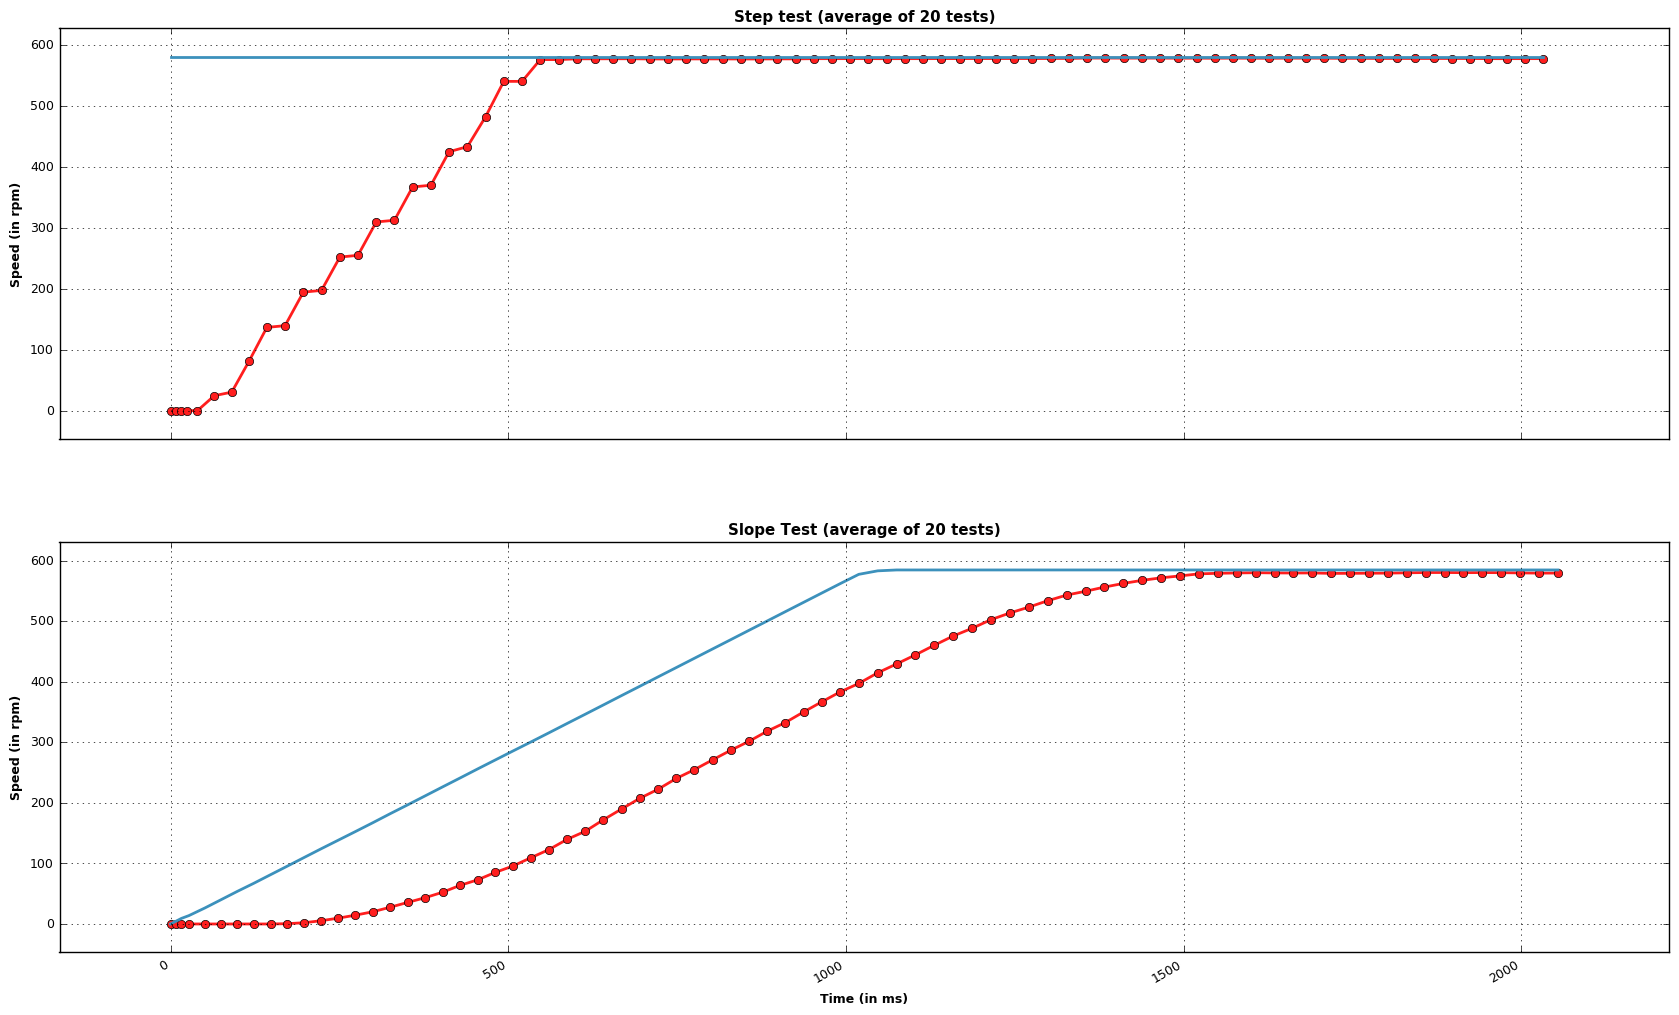 Step test (average of 20 tests)
600
500
400
300
200
100
0
Speed (in rpm)
Slope Test (average of 20 tests)
600
500
400
300
200
100
0
Speed (in rpm)
0 500 1000 1500 2000
Time (in ms)